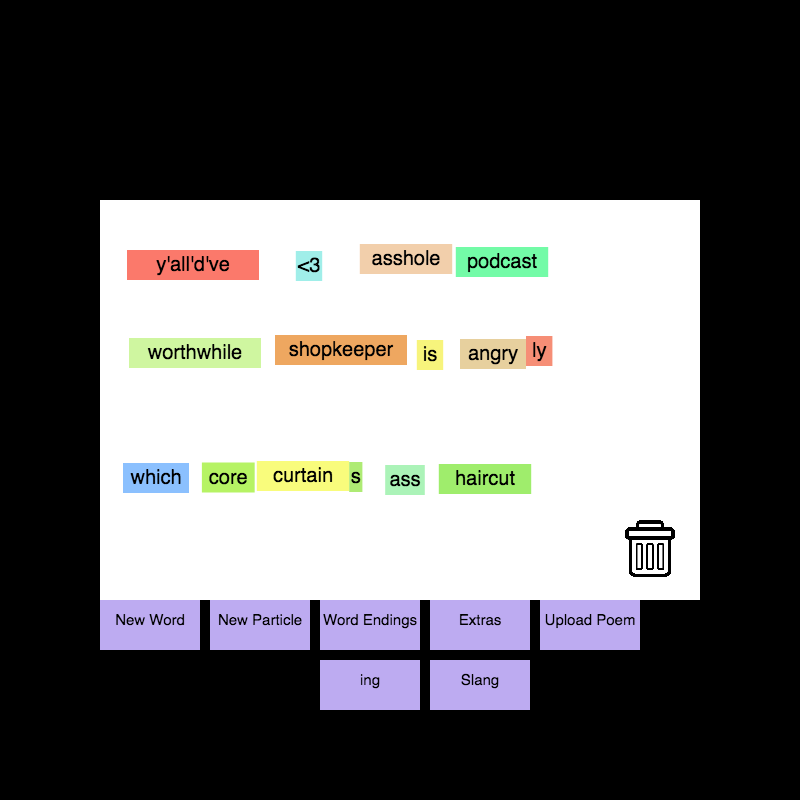 y'all'd've <3 asshole podcast
worthwhile shopkeeper is angry ly
which core curtain s ass haircut
New Word New Particle Word Endings Extras Upload Poem
ing Slang